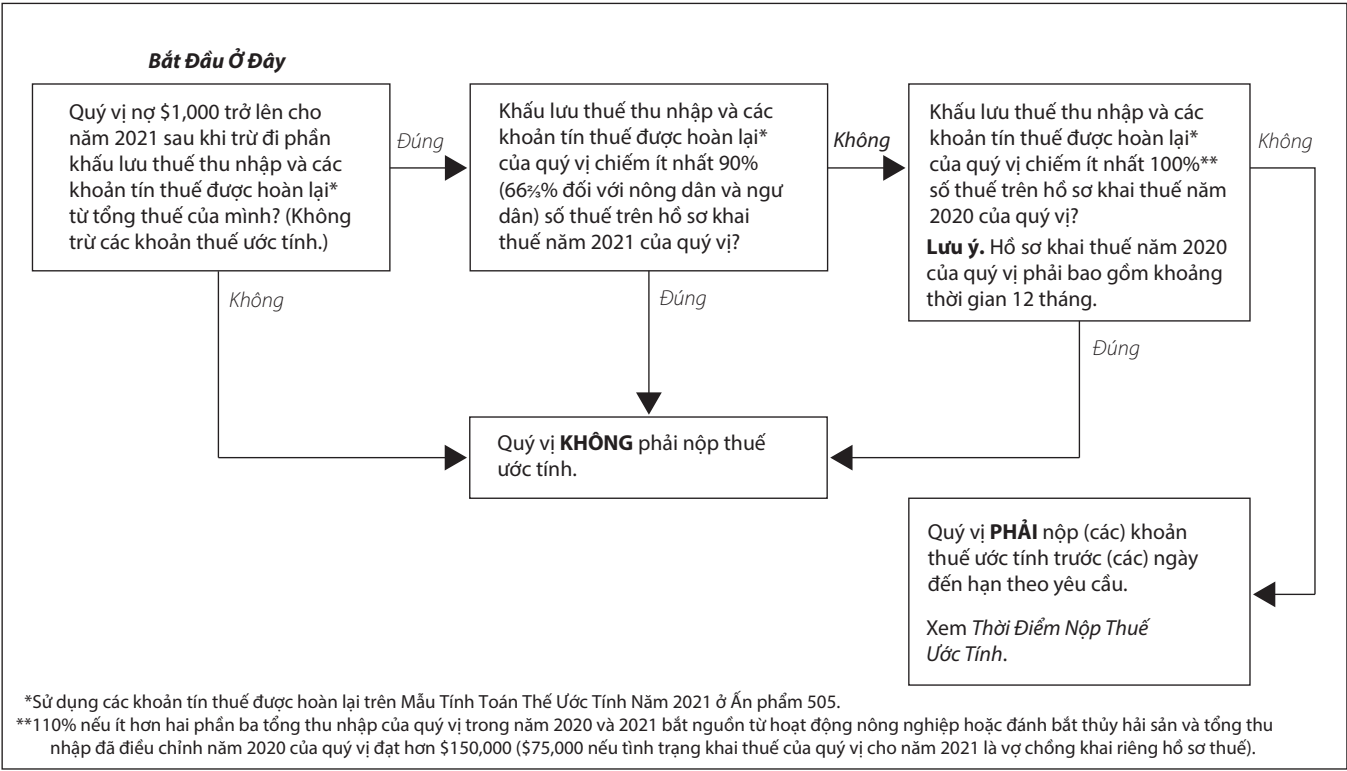 Bắt Đầu Ở Đây
Quý vị nợ $1,000 trở lên cho
năm 2021 sau khi trừ đi phần
khấu lưu thuế thu nhập và các
khoản tín thuế được hoàn lại*
từ tổng thuế của mình? (Không
trừ các khoản thuế ước tính.)
Đúng
Khấu lưu thuế thu nhập và các
khoản tín thuế được hoàn lại*
của quý vị chiếm ít nhất 90%
(66⅔% đối với nông dân và ngư
dân) số thuế trên hồ sơ khai
thuế năm 2021 của quý vị?
Không
Khấu lưu thuế thu nhập và các
khoản tín thuế được hoàn lại*
của quý vị chiếm ít nhất 100%**
số thuế trên hồ sơ khai thuế năm
2020 của quý vị?
Lưu ý. Hồ sơ khai thuế năm 2020
của quý vị phải bao gồm khoảng
thời gian 12 tháng.
Không
Không
Đúng
Đúng
Quý vị KHÔNG phải nộp thuế
ước tính.
Quý vị PHẢI nộp (các) khoản
thuế ước tính trước (các) ngày
đến hạn theo yêu cầu.
Xem Thời Điểm Nộp Thuế
Ước Tính.
*Sử dụng các khoản tín thuế được hoàn lại trên Mẫu Tính Toán Thế Ước Tính Năm 2021 ở Ấn phẩm 505.
**110% nếu ít hơn hai phần ba tổng thu nhập của quý vị trong năm 2020 và 2021 bắt nguồn từ hoạt động nông nghiệp hoặc đánh bắt thủy hải sản và tổng thu
nhập đã điều chỉnh năm 2020 của quý vị đạt hơn $150,000 ($75,000 nếu tình trạng khai thuế của quý vị cho năm 2021 là vợ chồng khai riêng hồ sơ thuế).